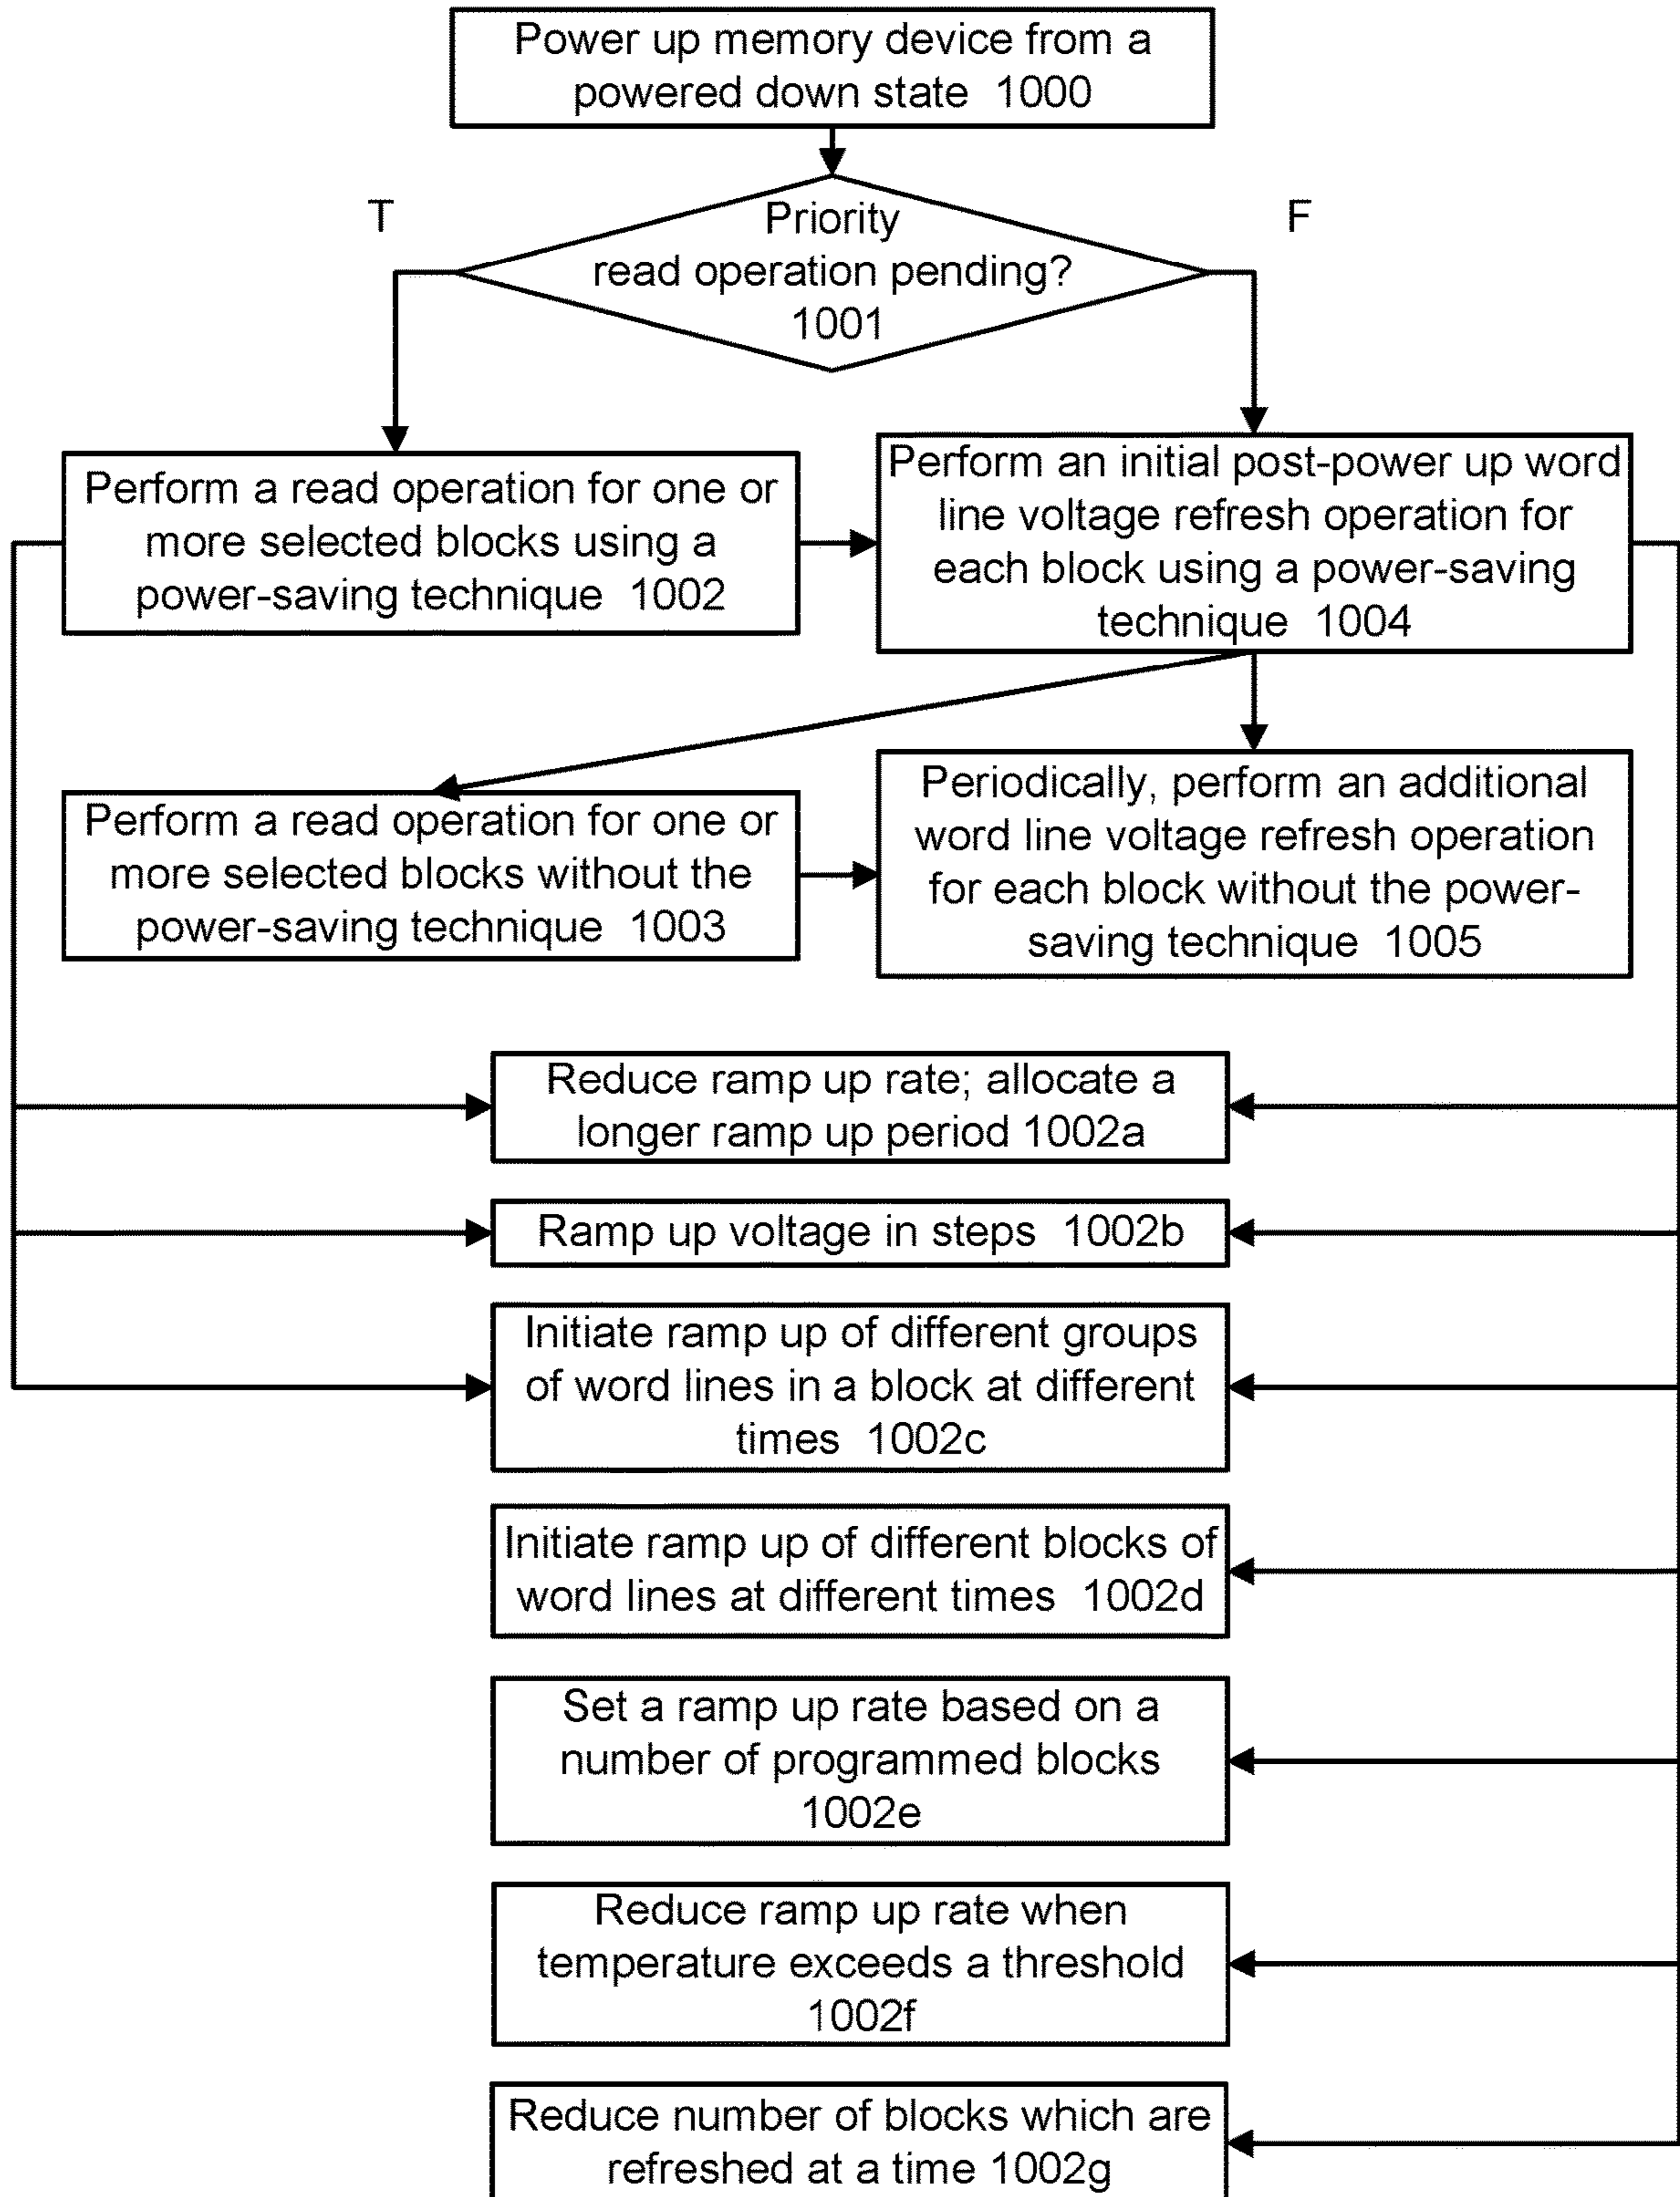 Power up memory device from a
powered down state 1000
T
F
Priority
read operation pending?
1001
Perform a read operation for one or
more selected blocks using a
power-saving technique 1002
Perform an initial post-power up word
line voltage refresh operation for
each block using a power-saving
technique 1004
Perform a read operation for one or
more selected blocks without the
power-saving technique 1003
Periodically, perform an additional
word line voltage refresh operation
for each block without the power-
saving technique 1005
Reduce ramp up rate; allocate a
longer ramp up period 1002a
Ramp up voltage in steps 1002b
Initiate ramp up of different groups
of word lines in a block at different
times 1002c
Initiate ramp up of different blocks of
word lines at different times 1002d
Set a ramp up rate based on a
number of programmed blocks
1002e
Reduce ramp up rate when
temperature exceeds a threshold
1002f
Reduce number of blocks which are
refreshed at a time 1002g